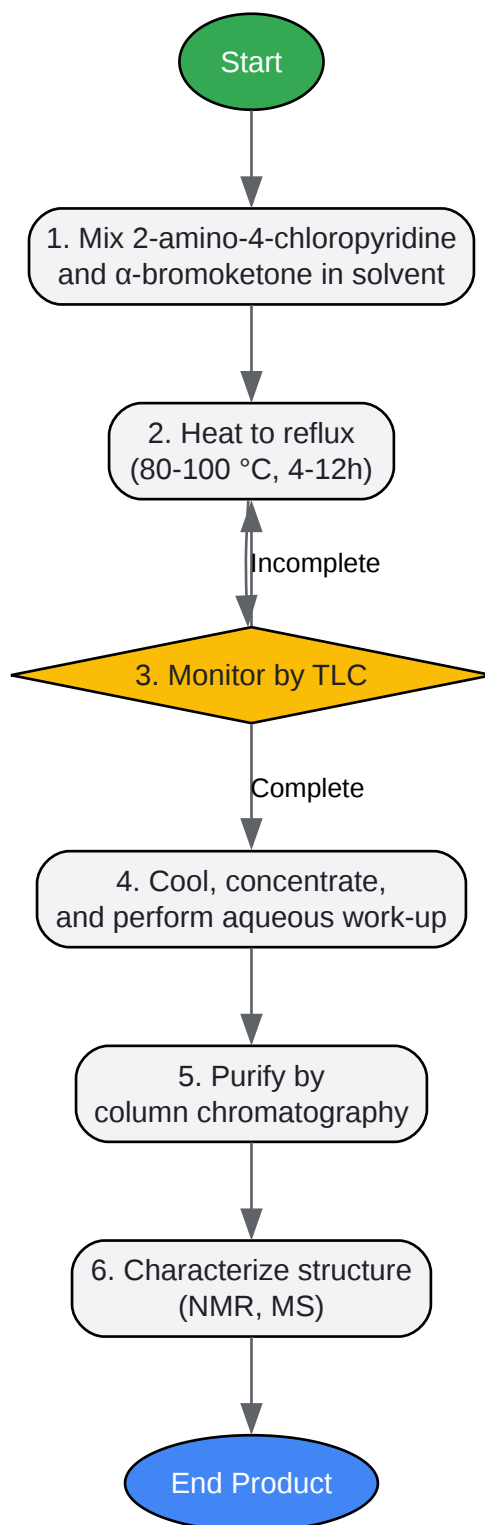 Start
1. Mix 2-amino-4-chloropyridine
and α-bromoketone in solvent
2. Heat to reflux
(80-100 °C, 4-12h)
Incomplete
3. Monitor by TLC
Complete
4. Cool, concentrate,
and perform aqueous work-up
5. Purify by
column chromatography
6. Characterize structure
(NMR, MS)
End Product